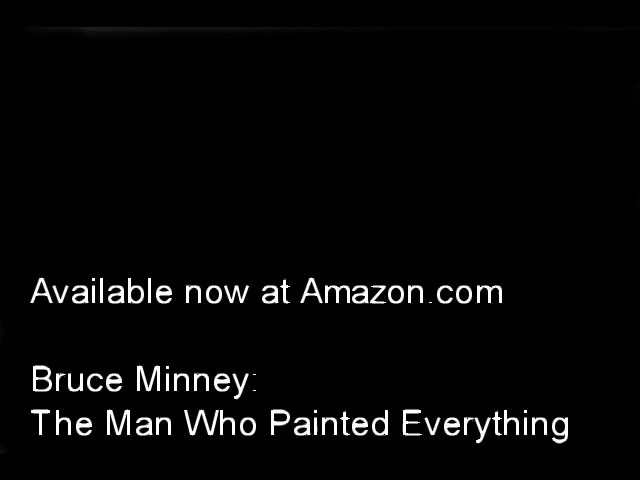 Available now at Amazon.com
Bruce Minney:
The Man Who Painted Everything